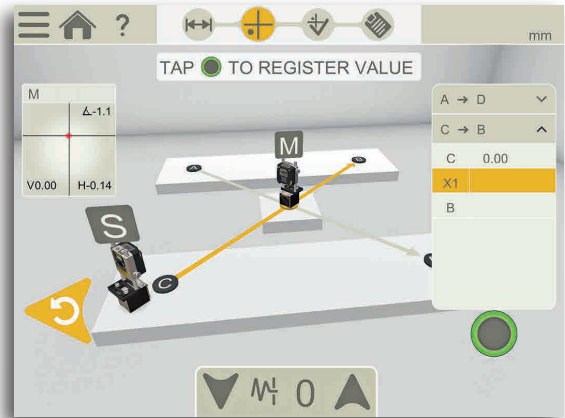 ?
mm
TAP TO REGISTER VALUE
M
∡-1.1
V0.00 H-0.14
A → D
C → B
C 0.00
X1
B
M
A
B
S
C
0